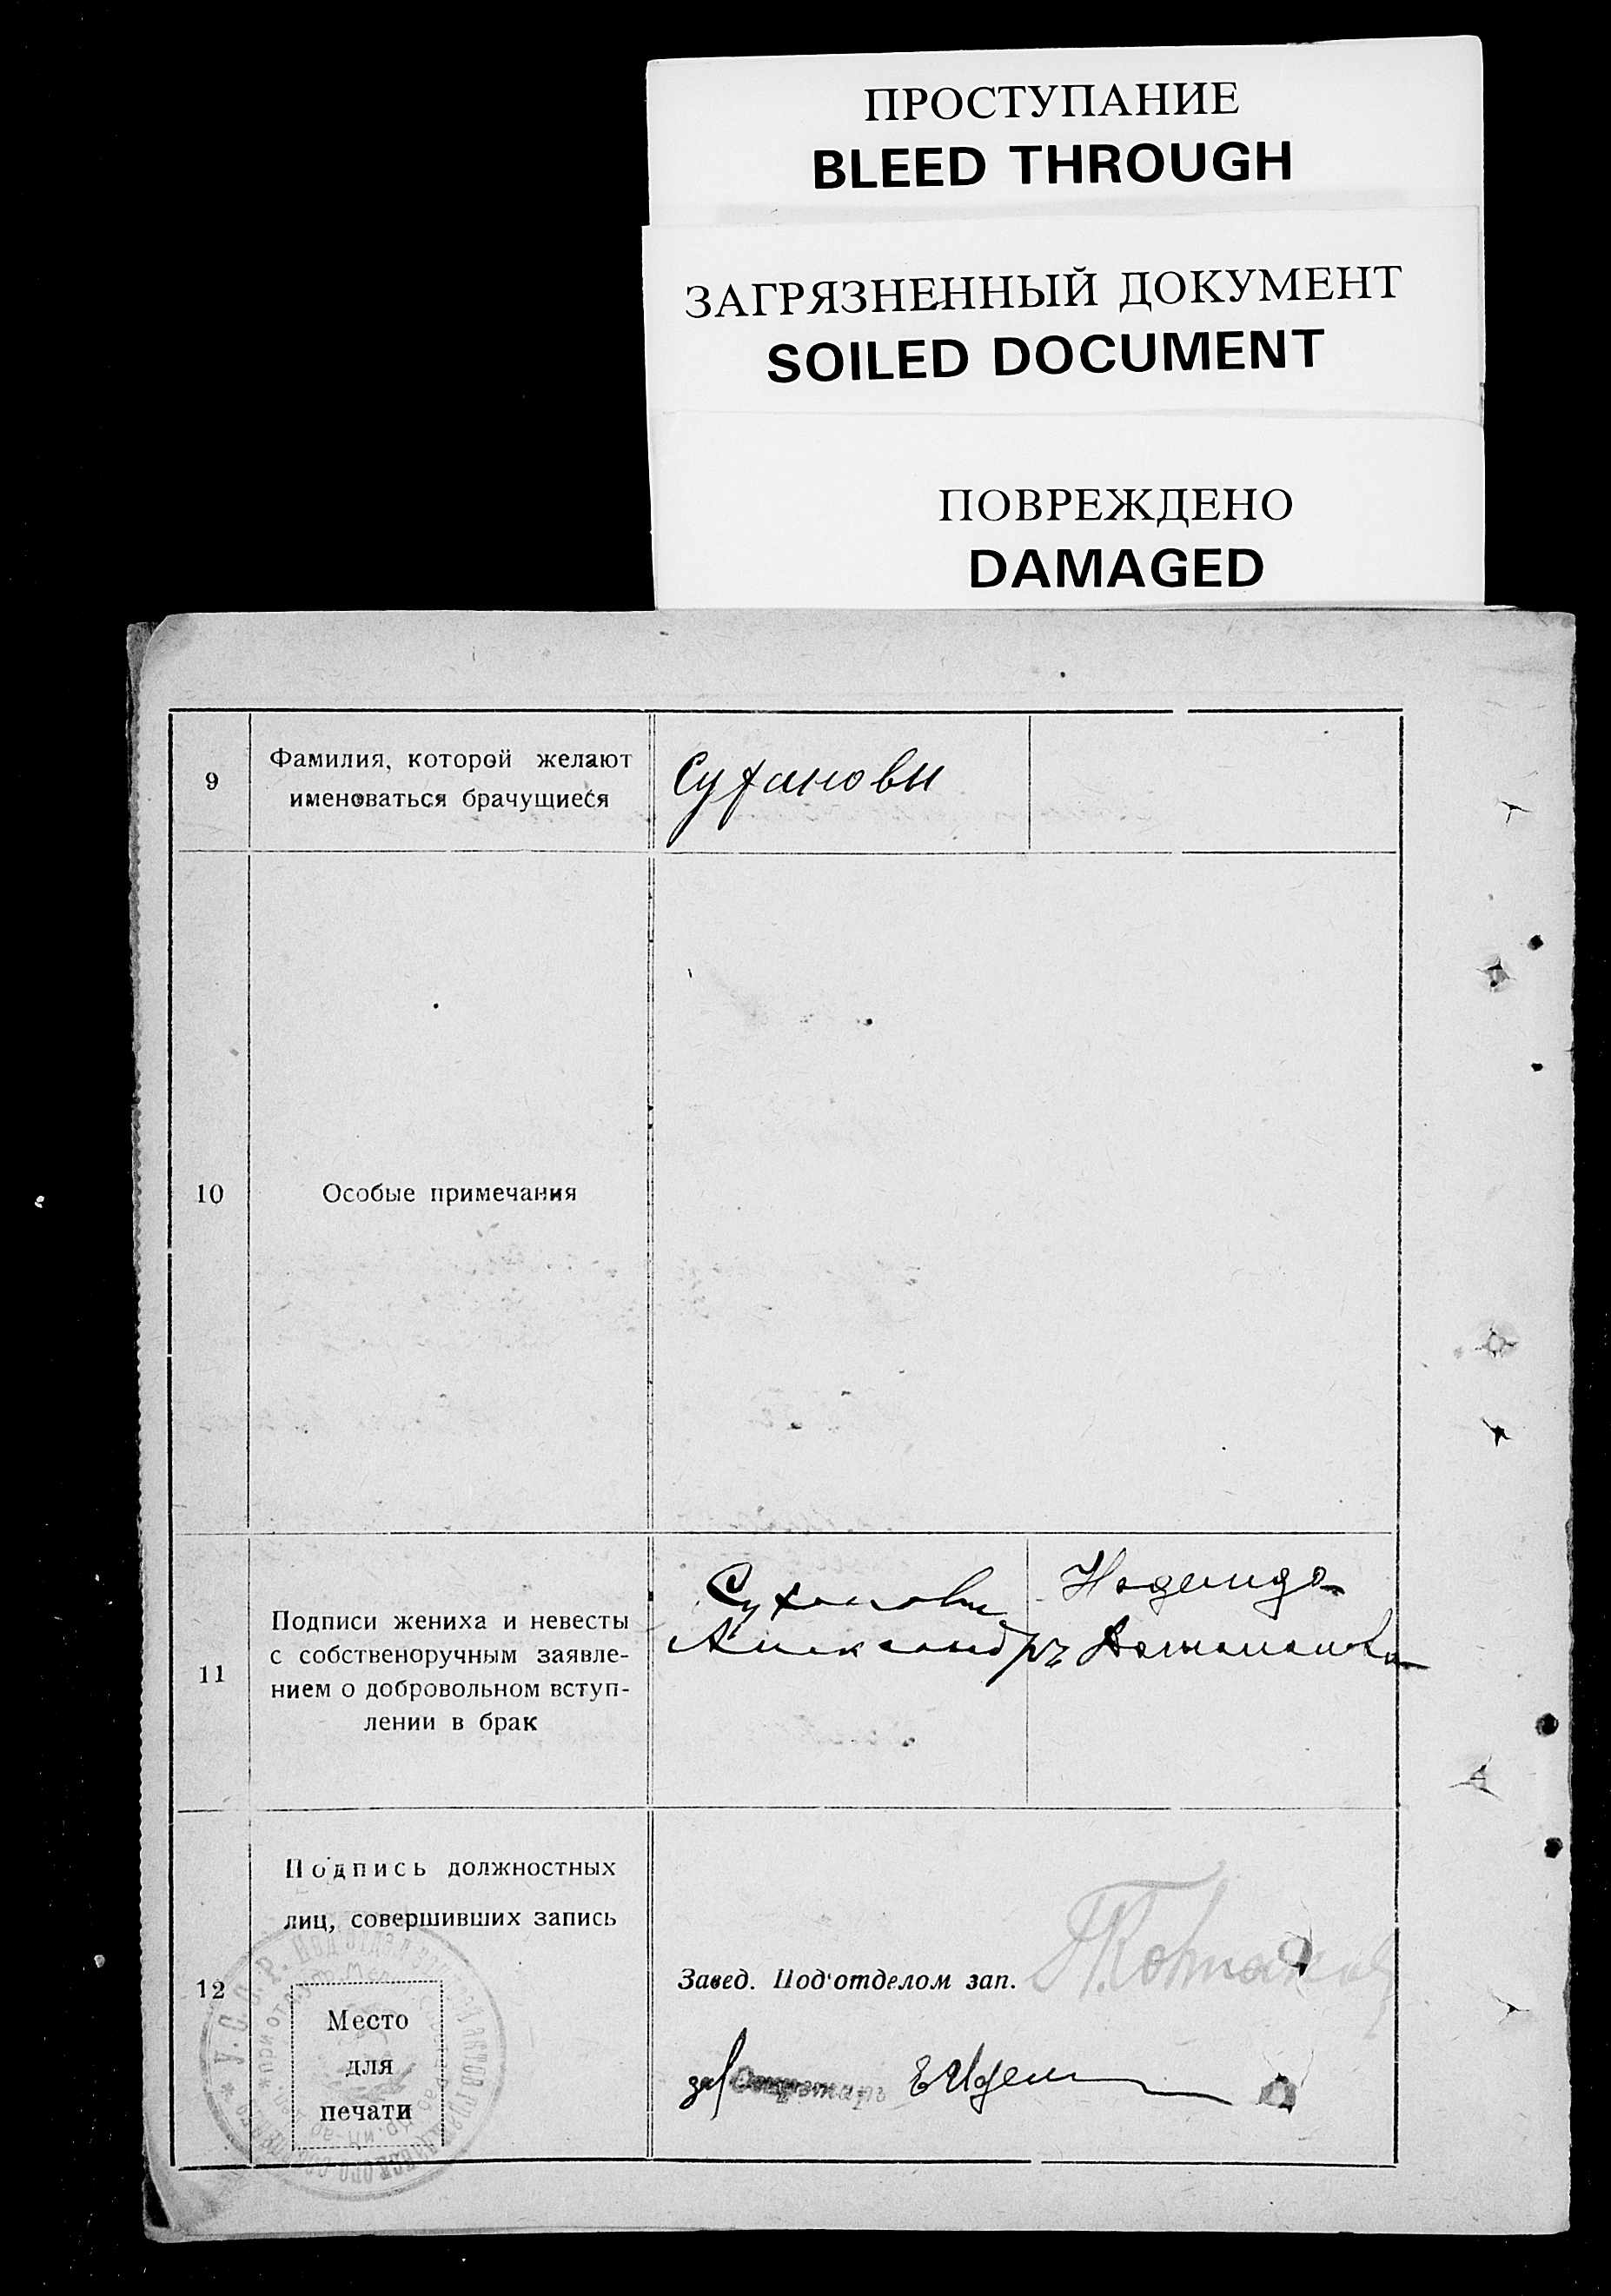 ПРОСТУПАНИЕ
BLEED THROUGH
ЗАГРЯЗНЕННЫЙ ДОКУМЕНТ
SOILED DOCUMENT
ПОВРЕЖДЕНО
DAMAGED
9
Фамилия, которой желают
именоваться брачущиеся
Сухановы
10
Особые примечания
11
Подписи жениха и невесты
с собственоручным заявле-
нием о добровольном вступ-
лении в брак
Александръ
Надежда
12
Подпись должностных
лиц, совершивших запись
Место
для
печати
Завед. Под'отделом зап.
Секретарь